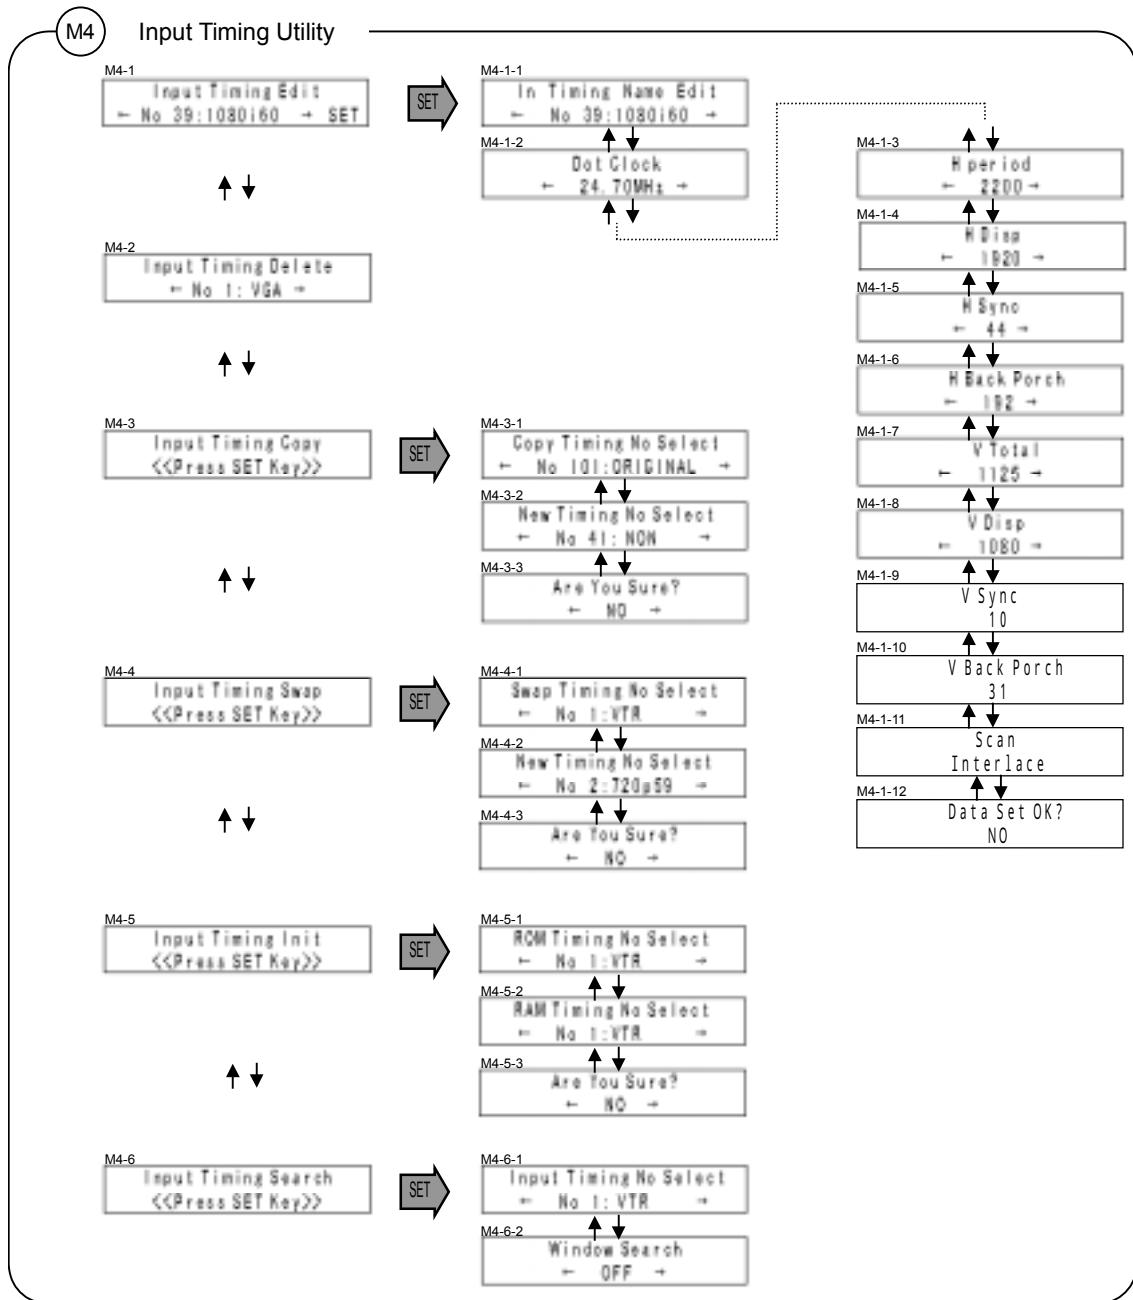 M4 Input Timing Utility
M4-1
Input Timing Edit
← No 39:1080i60 → SET
SET
M4-1-1
In Timing Name Edit
← No 39:1080i60 →
M4-1-2
Dot Clock
← 24.70MHz →
M4-1-3
H period
← 2200 →
M4-1-4
H Disp
← 1920 →
M4-1-5
H Sync
← 44 →
M4-1-6
H Back Porch
← 192 →
M4-1-7
V Total
← 1125 →
M4-1-8
V Disp
← 1080 →
M4-1-9
V Sync
10
M4-1-10
V Back Porch
31
M4-1-11
Scan
Interlace
M4-1-12
Data Set OK?
NO
M4-2
Input Timing Delete
← No 1: VGA →
M4-3
Input Timing Copy
<<Press SET Key>>
SET
M4-3-1
Copy Timing No Select
← No 101:ORIGINAL →
M4-3-2
New Timing No Select
← No 41: NON →
M4-3-3
Are You Sure?
← NO →
M4-4
Input Timing Swap
<<Press SET Key>>
SET
M4-4-1
Swap Timing No Select
← No 1:VTR →
M4-4-2
New Timing No Select
← No 2:720p59 →
M4-4-3
Are You Sure?
← NO →
M4-5
Input Timing Init
<<Press SET Key>>
SET
M4-5-1
ROM Timing No Select
← No 1:VTR →
M4-5-2
RAM Timing No Select
← No 1:VTR →
M4-5-3
Are You Sure?
← NO →
M4-6
Input Timing Search
<<Press SET Key>>
SET
M4-6-1
Input Timing No Select
← No 1: VTR →
M4-6-2
Window Search
← OFF →